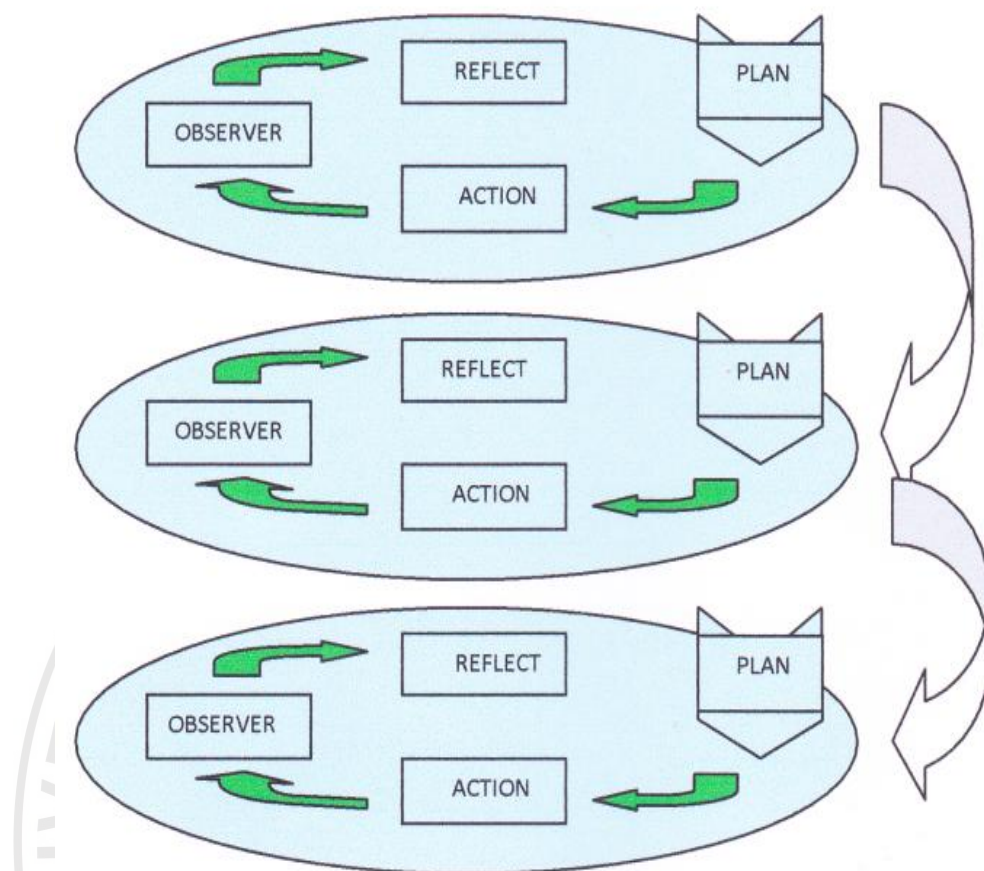 REFLECT
PLAN
OBSERVER
ACTION
REFLECT
PLAN
OBSERVER
ACTION
REFLECT
PLAN
OBSERVER
ACTION